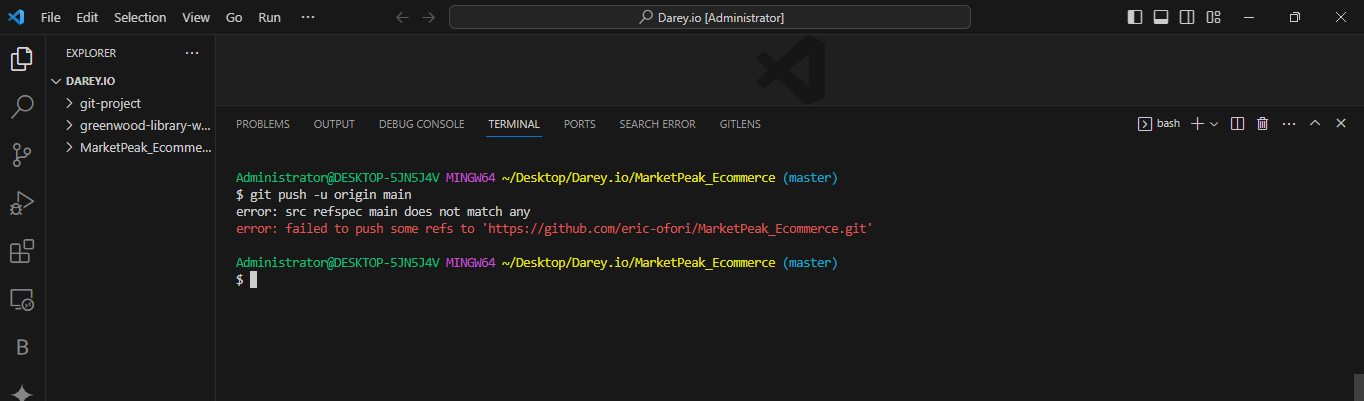 File Edit Selection View Go Run ···
Darey.io [Administrator]
EXPLORER ···
DAREY.IO
git-project
greenwood-library-w...
MarketPeak_Ecomme...
PROBLEMS OUTPUT DEBUG CONSOLE TERMINAL PORTS SEARCH ERROR GITLENS
bash
Administrator@DESKTOP-5JN5J4V MINGW64 ~/Desktop/Darey.io/MarketPeak_Ecommerce (master)
$ git push -u origin main
error: src refspec main does not match any
error: failed to push some refs to 'https://github.com/eric-ofori/MarketPeak_Ecommerce.git'
Administrator@DESKTOP-5JN5J4V MINGW64 ~/Desktop/Darey.io/MarketPeak_Ecommerce (master)
$
B